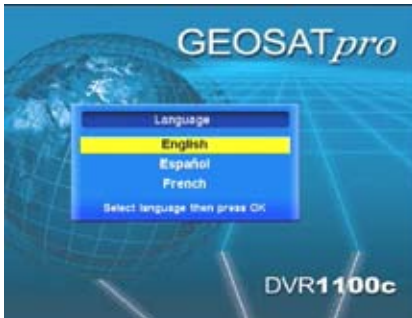 GEOSATpro
Language
English
Español
French
Select language then press OK
DVR1100c